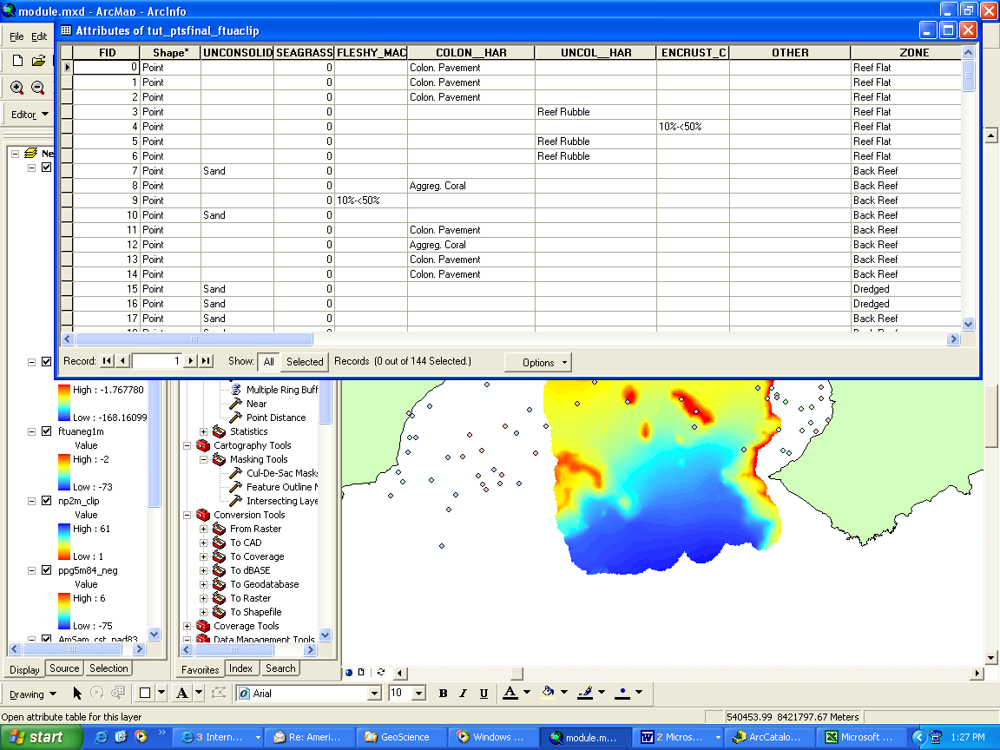 module.mxd - ArcMap - ArcInfo
File Edit
Attributes of tut_ptsfinal_ftuaclip
FID Shape* UNCONSOLID SEAGRASS FLESHY_MAC COLON__HAR UNCOL__HAR ENCRUST_C OTHER ZONE
0 Point 0 Colon. Pavement Reef Flat
1 Point 0 Colon. Pavement Reef Flat
2 Point 0 Colon. Pavement Reef Flat
3 Point 0 Reef Rubble Reef Flat
4 Point 0 10%-<50% Reef Flat
5 Point 0 Reef Rubble Reef Flat
6 Point 0 Reef Rubble Reef Flat
7 Point Sand 0 Back Reef
8 Point 0 Aggreg. Coral Back Reef
9 Point 0 10%-<50% Back Reef
10 Point Sand 0 Back Reef
11 Point 0 Colon. Pavement Back Reef
12 Point 0 Aggreg. Coral Back Reef
13 Point 0 Colon. Pavement Back Reef
14 Point 0 Colon. Pavement Back Reef
15 Point Sand 0 Dredged
16 Point Sand 0 Dredged
17 Point Sand 0 Back Reef
Record: 1 Show: All Selected Records (0 out of 144 Selected.) Options
Editor
Ne
High : -1.767780
Low : -168.16099
ftuaneg1m
Value
High : -2
Low : -73
np2m_clip
Value
High : 61
Low : 1
ppg5m84_neg
Value
High : 6
Low : -75
AmSam_cst_nad83
Display Source Selection
Multiple Ring Buff
Near
Point Distance
Statistics
Cartography Tools
Masking Tools
Cul-De-Sac Masks
Feature Outline M
Intersecting Laye
Conversion Tools
From Raster
To CAD
To Coverage
To dBASE
To Geodatabase
To Raster
To Shapefile
Coverage Tools
Data Management Tools
Favorites Index Search
Drawing A Arial 10 B I U A
Open attribute table for this layer
540453.99 8421797.67 Meters
start 3 Intern... Re: Ameri... GeoScience Windows ... module.m... 2 Micros... ArcCatalo... Microsoft ... 1:27 PM